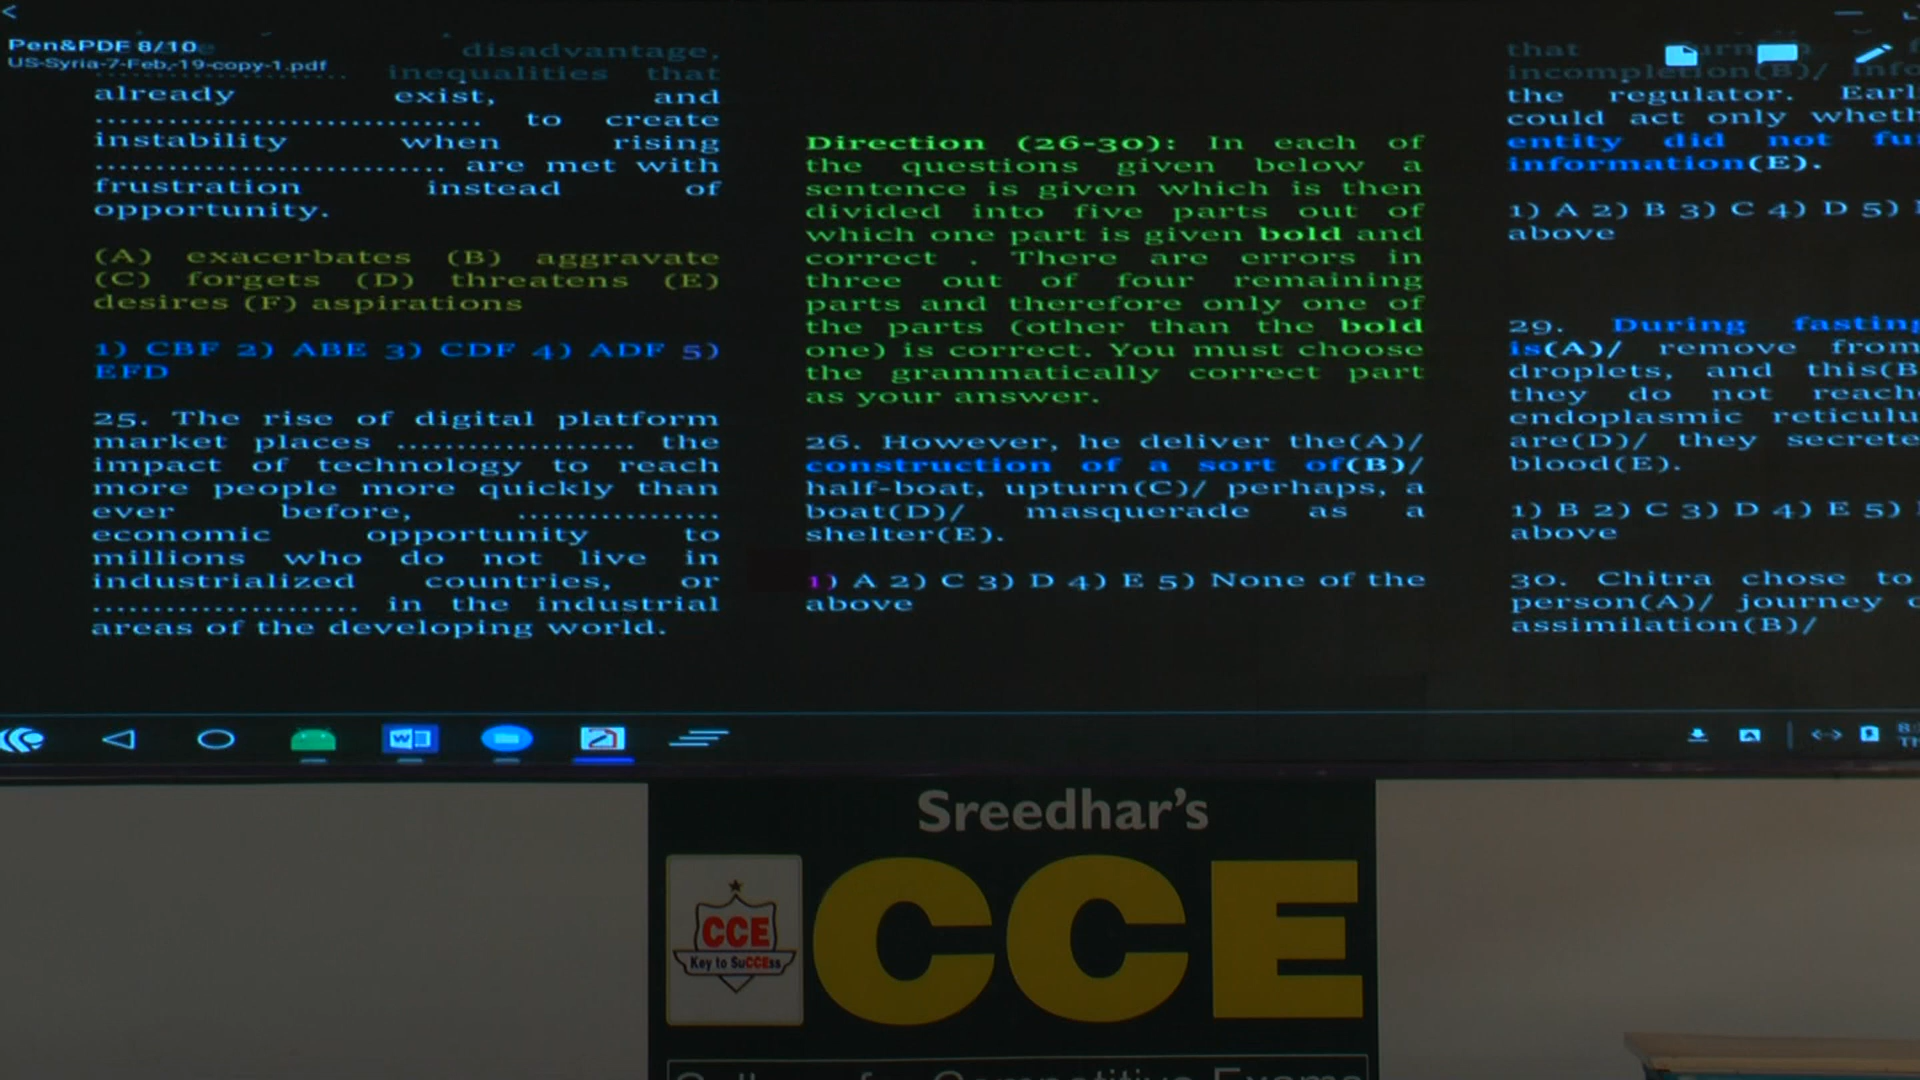 Pen&PDF 8/10
US-Syria-7-Feb,-19-copy-1.pdf
disadvantage,
inequalities that
already exist, and
................................ to create
instability when rising
............................. are met with
frustration instead of
opportunity.
(A) exacerbates (B) aggravate
(C) forgets (D) threatens (E)
desires (F) aspirations
1) CBF 2) ABE 3) CDF 4) ADF 5)
EFD
25. The rise of digital platform
market places .................... the
impact of technology to reach
more people more quickly than
ever before, .................
economic opportunity to
millions who do not live in
industrialized countries, or
...................... in the industrial
areas of the developing world.
Direction (26-30): In each of
the questions given below a
sentence is given which is then
divided into five parts out of
which one part is given bold and
correct . There are errors in
three out of four remaining
parts and therefore only one of
the parts (other than the bold
one) is correct. You must choose
the grammatically correct part
as your answer.
26. However, he deliver the(A)/
construction of a sort of(B)/
half-boat, upturn(C)/ perhaps, a
boat(D)/ masquerade as a
shelter(E).
1) A 2) C 3) D 4) E 5) None of the
above
that
incompletion(B)/
the regulator.
could act only
entity did not
information(E).
1) A 2) B 3) C 4) D 5)
above
29. During fasting
is(A)/ remove from
droplets, and this(B
they do not
endoplasmic
are(D)/ they
blood(E).
1) B 2) C 3) D 4) E 5)
above
30. Chitra chose to
person(A)/ journey
assimilation(B)/
Sreedhar's
CCE
CCE
Key to SuCCEss